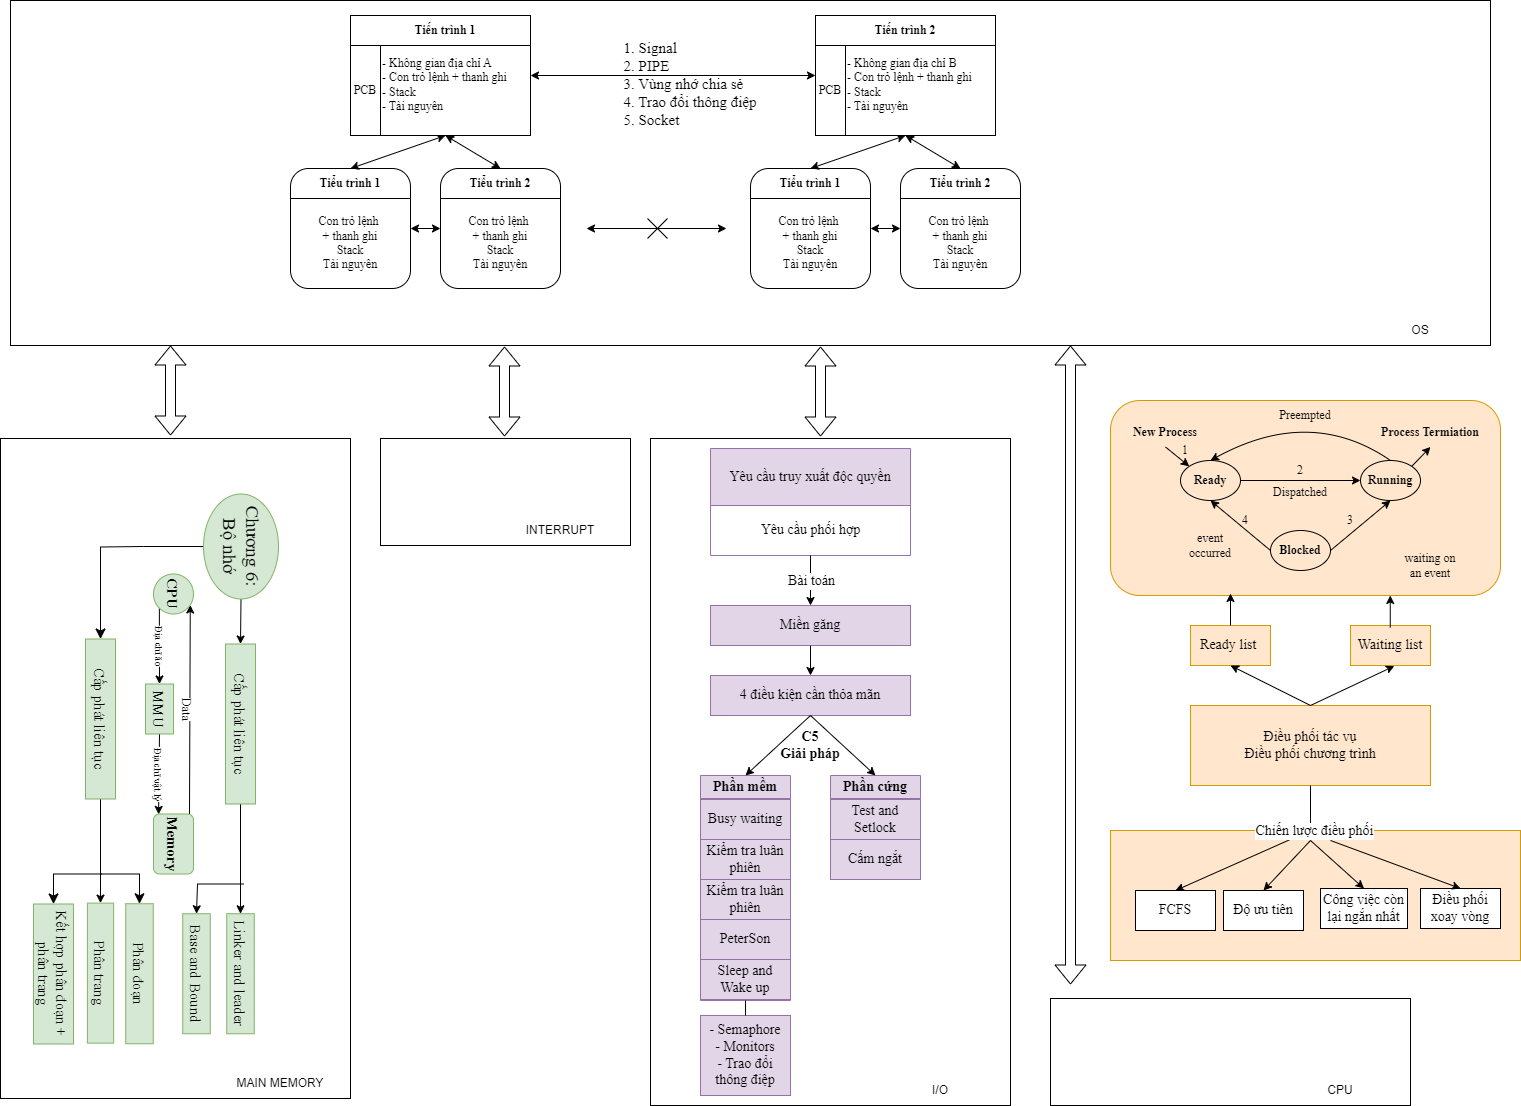 Tiến trình 1
PCB
- Không gian địa chỉ A
- Con trỏ lệnh + thanh ghi
- Stack
- Tài nguyên
1. Signal
2. PIPE
3. Vùng nhớ chia sẻ
4. Trao đổi thông điệp
5. Socket
Tiến trình 2
PCB
- Không gian địa chỉ B
- Con trỏ lệnh + thanh ghi
- Stack
- Tài nguyên
Tiểu trình 1
Con trỏ lệnh
+ thanh ghi
Stack
Tài nguyên
Tiểu trình 2
Con trỏ lệnh
+ thanh ghi
Stack
Tài nguyên
Tiểu trình 1
Con trỏ lệnh
+ thanh ghi
Stack
Tài nguyên
Tiểu trình 2
Con trỏ lệnh
+ thanh ghi
Stack
Tài nguyên
OS
Chương 6:
Bộ nhớ
CPU
Địa chỉ ảo
MMU
Data
Địa chỉ vật lý
Memory
Cấp phát liên tục
Cấp phát liên tục
Kết hợp phân đoạn +
phân trang
Phân trang
Phân đoạn
Base and Bound
Linker and leader
MAIN MEMORY
INTERRUPT
Yêu cầu truy xuất độc quyền
Yêu cầu phối hợp
Bài toán
Miền găng
4 điều kiện cần thỏa mãn
C5
Giải pháp
Phần mềm
Busy waiting
Kiểm tra luân
phiên
Kiểm tra luân
phiên
PeterSon
Sleep and
Wake up
- Semaphore
- Monitors
- Trao đổi
thông điệp
Phần cứng
Test and
Setlock
Cấm ngắt
I/O
Preempted
New Process
Process Termiation
1
Ready
2
Dispatched
Running
4
3
Blocked
event
occurred
waiting on
an event
Ready list
Waiting list
Điều phối tác vụ
Điều phối chương trình
Chiến lược điều phối
FCFS
Độ ưu tiên
Công việc còn
lại ngắn nhất
Điều phối
xoay vòng
CPU